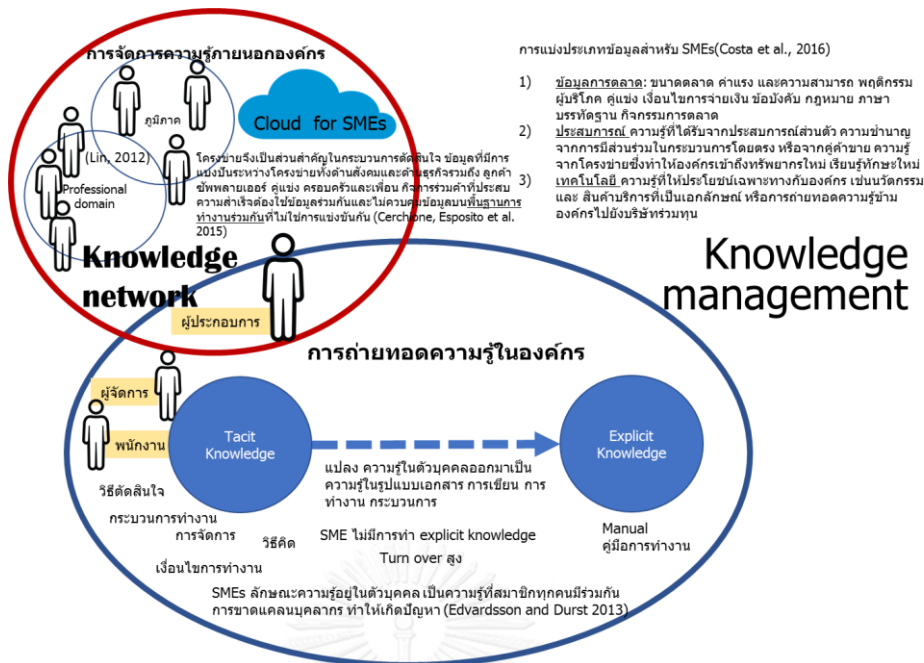 การจัดการความรู้ภายนอกองค์กร
ภูมิภาค
Cloud for SMEs
(Lin, 2012)
Professional
domain
โครงข่ายจึงเป็นส่วนสำคัญในกระบวนการตัดสินใจ ข้อมูลที่มีการ
แบ่งปันระหว่างโครงข่ายทั้งด้านสังคมและด้านธุรกิจรวมถึง ลูกค้า
ซัพพลายเออร์ คู่แข่ง ครอบครัวและเพื่อน กิจการร่วมค้าที่ประสบ
ความสำเร็จต้องใช้ข้อมูลร่วมกันและไม่ควบคุมข้อมูลบนพื้นฐานการ
ทำงานร่วมกันที่ไม่ใช่การแข่งขันกัน (Cerchione, Esposito et al.
2015)
Knowledge
network
ผู้ประกอบการ
การแบ่งประเภทข้อมูลสำหรับ SMEs(Costa et al., 2016)
1) ข้อมูลการตลาด: ขนาดตลาด ค่าแรง และความสามารถ พฤติกรรม
ผู้บริโภค คู่แข่ง เงื่อนไขการจ่ายเงิน ข้อบังคับ กฎหมาย ภาษา
บรรทัดฐาน กิจกรรมการตลาด
2) ประสบการณ์ ความรู้ที่ได้รับจากประสบการณ์ส่วนตัว ความชำนาญ
จากการมีส่วนร่วมในกระบวนการโดยตรง หรือจากคู่ค้าขาย ความรู้
จากโครงข่ายซึ่งทำให้องค์กรเข้าถึงทรัพยากรใหม่ เรียนรู้ทักษะใหม่
3) เทคโนโลยี ความรู้ที่ให้ประโยชน์เฉพาะทางกับองค์กร เช่นนวัตกรรม
และ สินค้าบริการที่เป็นเอกลักษณ์ หรือการถ่ายทอดความรู้ข้าม
องค์กรไปยังบริษัทร่วมทุน
Knowledge
management
การถ่ายทอดความรู้ในองค์กร
ผู้จัดการ
พนักงาน
Tacit
Knowledge
Explicit
Knowledge
แปลง ความรู้ในตัวบุคคลออกมาเป็น
ความรู้ในรูปแบบเอกสาร การเขียน การ
ทำงาน กระบวนการ
วิธีตัดสินใจ
กระบวนการทำงาน
การจัดการ
วิธีคิด
เงื่อนไขการทำงาน
SME ไม่มีการทำ explicit knowledge
Turn over สูง
Manual
คู่มือการทำงาน
SMEs ลักษณะความรู้อยู่ในตัวบุคคล เป็นความรู้ที่สมาชิกทุกคนมีร่วมกัน
การขาดแคลนบุคลากร ทำให้เกิดปัญหา (Edvardsson and Durst 2013)